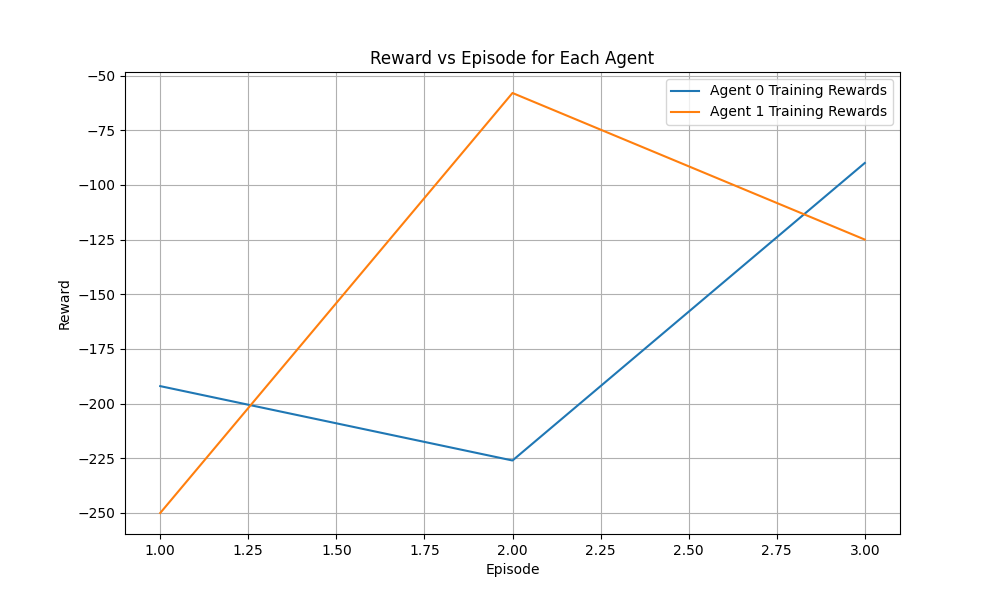 Reward vs Episode for Each Agent
Agent 0 Training Rewards
Agent 1 Training Rewards
Reward
−50
−75
−100
−125
−150
−175
−200
−225
−250
1.00 1.25 1.50 1.75 2.00 2.25 2.50 2.75 3.00
Episode